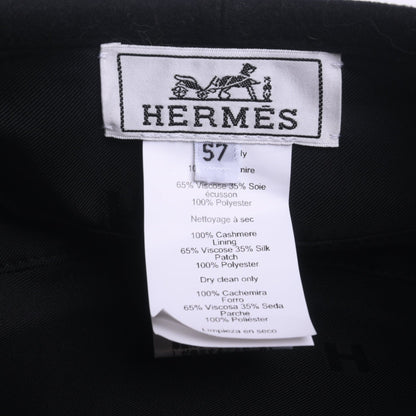 HERMÈS
57
65% Viscose 35% Soie
écusson
100% Polyester
Nettoyage à sec
100% Cashmere
Lining
65% Viscose 35% Silk
Patch
100% Polyester
Dry clean only
100% Cachemira
Forro
65% Viscosa 35% Seda
Parche
100% Poliester
Limpieza en seco
H